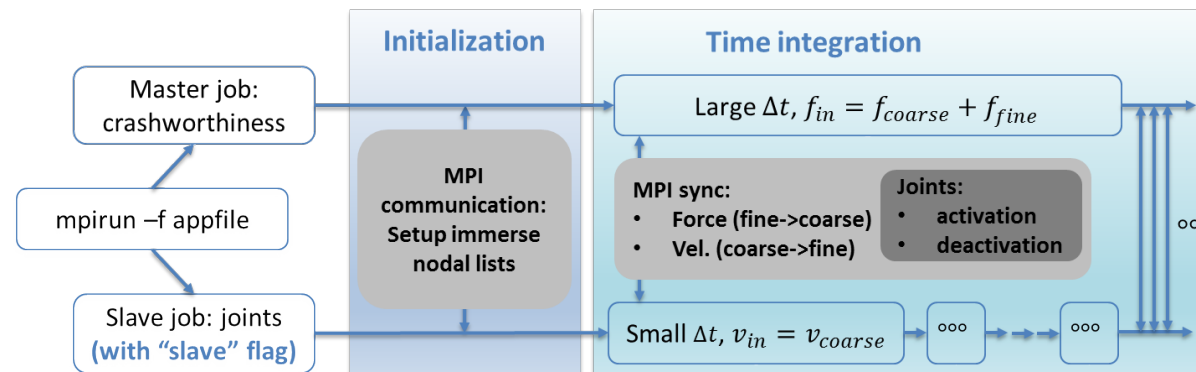 Initialization
Time integration
Master job:
crashworthiness
Large Δt, f_in = f_coarse + f_fine
MPI
communication:
Setup immerse
nodal lists
MPI sync:
• Force (fine->coarse)
• Vel. (coarse->fine)
Joints:
• activation
• deactivation
mpirun –f appfile
Slave job: joints
(with “slave” flag)
Small Δt, v_in = v_coarse